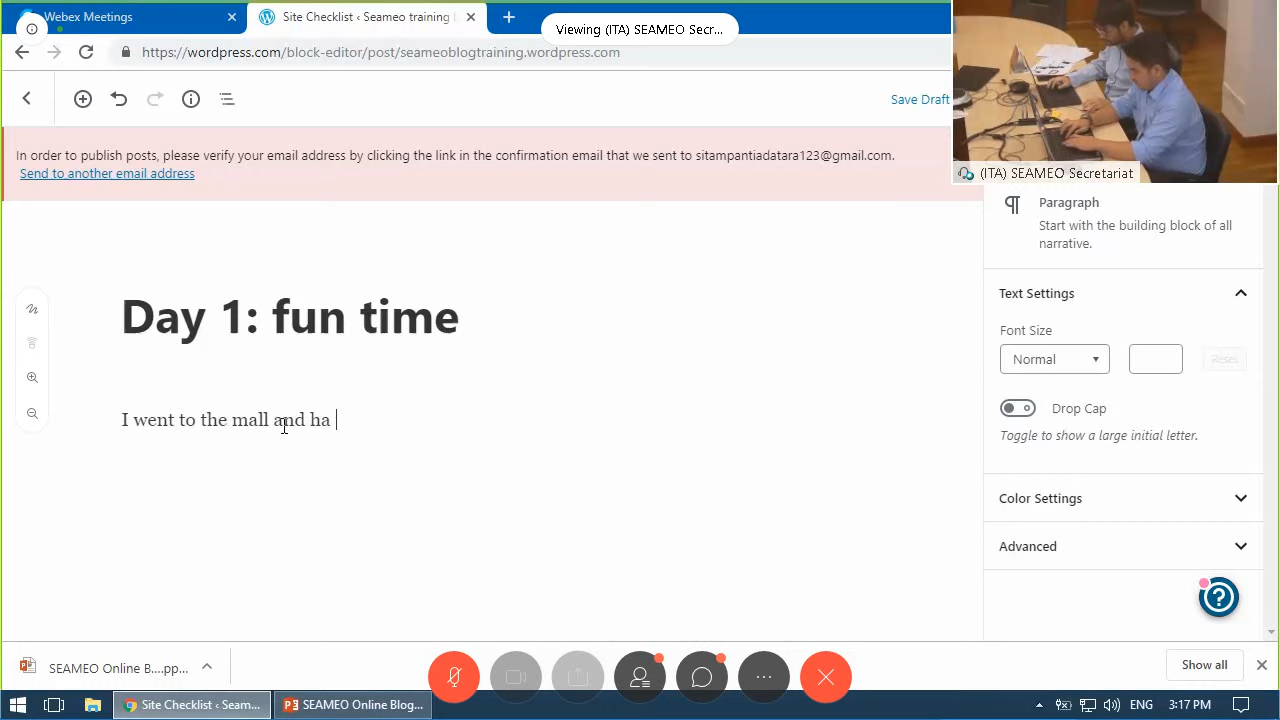 Webex Meetings
Site Checklist ‹ Seameo training
Viewing (ITA) SEAMEO Secr...
https://wordpress.com/block-editor/post/seameoblogtraining.wordpress.com
Save Draft
In order to publish posts, please verify your email address by clicking the link in the confirmation email that we sent to sitampantiadatara123@gmail.com.
Send to another email address
(ITA) SEAMEO Secretariat
Paragraph
Start with the building block of all
narrative.
Day 1: fun time
I went to the mall and ha
Text Settings
Font Size
Normal
Reset
Drop Cap
Toggle to show a large initial letter.
Color Settings
Advanced
SEAMEO Online B....pp...
Show all
Site Checklist ‹ Seam...
SEAMEO Online Blog...
ENG
3:17 PM